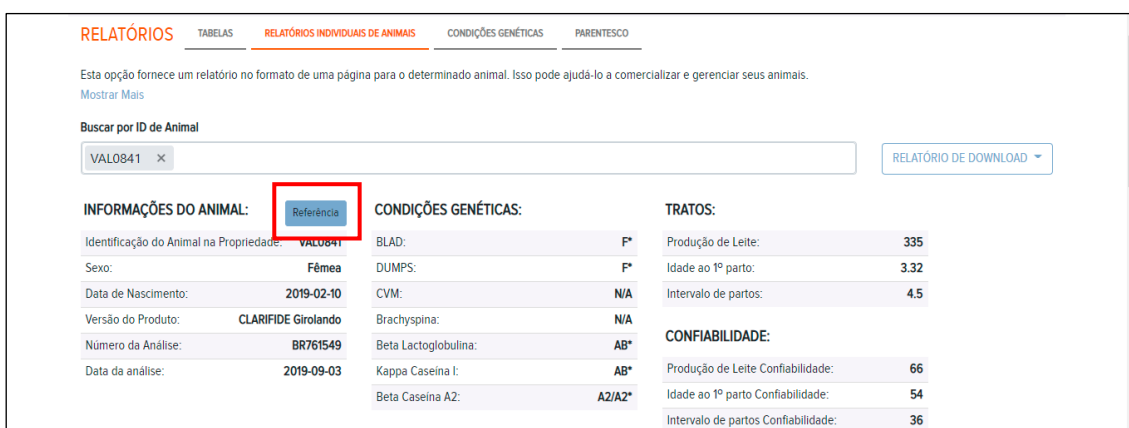 RELATÓRIOS TABELAS RELATÓRIOS INDIVIDUAIS DE ANIMAIS CONDIÇÕES GENÉTICAS PARENTESCO
Esta opção fornece um relatório no formato de uma página para o determinado animal. Isso pode ajudá-lo a comercializar e gerenciar seus animais.
Mostrar Mais
Buscar por ID de Animal
VAL0841 ×
RELATÓRIO DE DOWNLOAD
INFORMAÇÕES DO ANIMAL: Referência
Identificação do Animal na Propriedade: VAL0841
Sexo: Fêmea
Data de Nascimento: 2019-02-10
Versão do Produto: CLARIFIDE Girolando
Número da Análise: BR761549
Data da análise: 2019-09-03
CONDIÇÕES GENÉTICAS:
BLAD: F*
DUMPS: F*
CVM: N/A
Brachyspina: N/A
Beta Lactoglobulina: AB*
Kappa Caseína I: AB*
Beta Caseína A2: A2/A2*
TRATOS:
Produção de Leite: 335
Idade ao 1º parto: 3.32
Intervalo de partos: 4.5
CONFIABILIDADE:
Produção de Leite Confiabilidade: 66
Idade ao 1º parto Confiabilidade: 54
Intervalo de partos Confiabilidade: 36